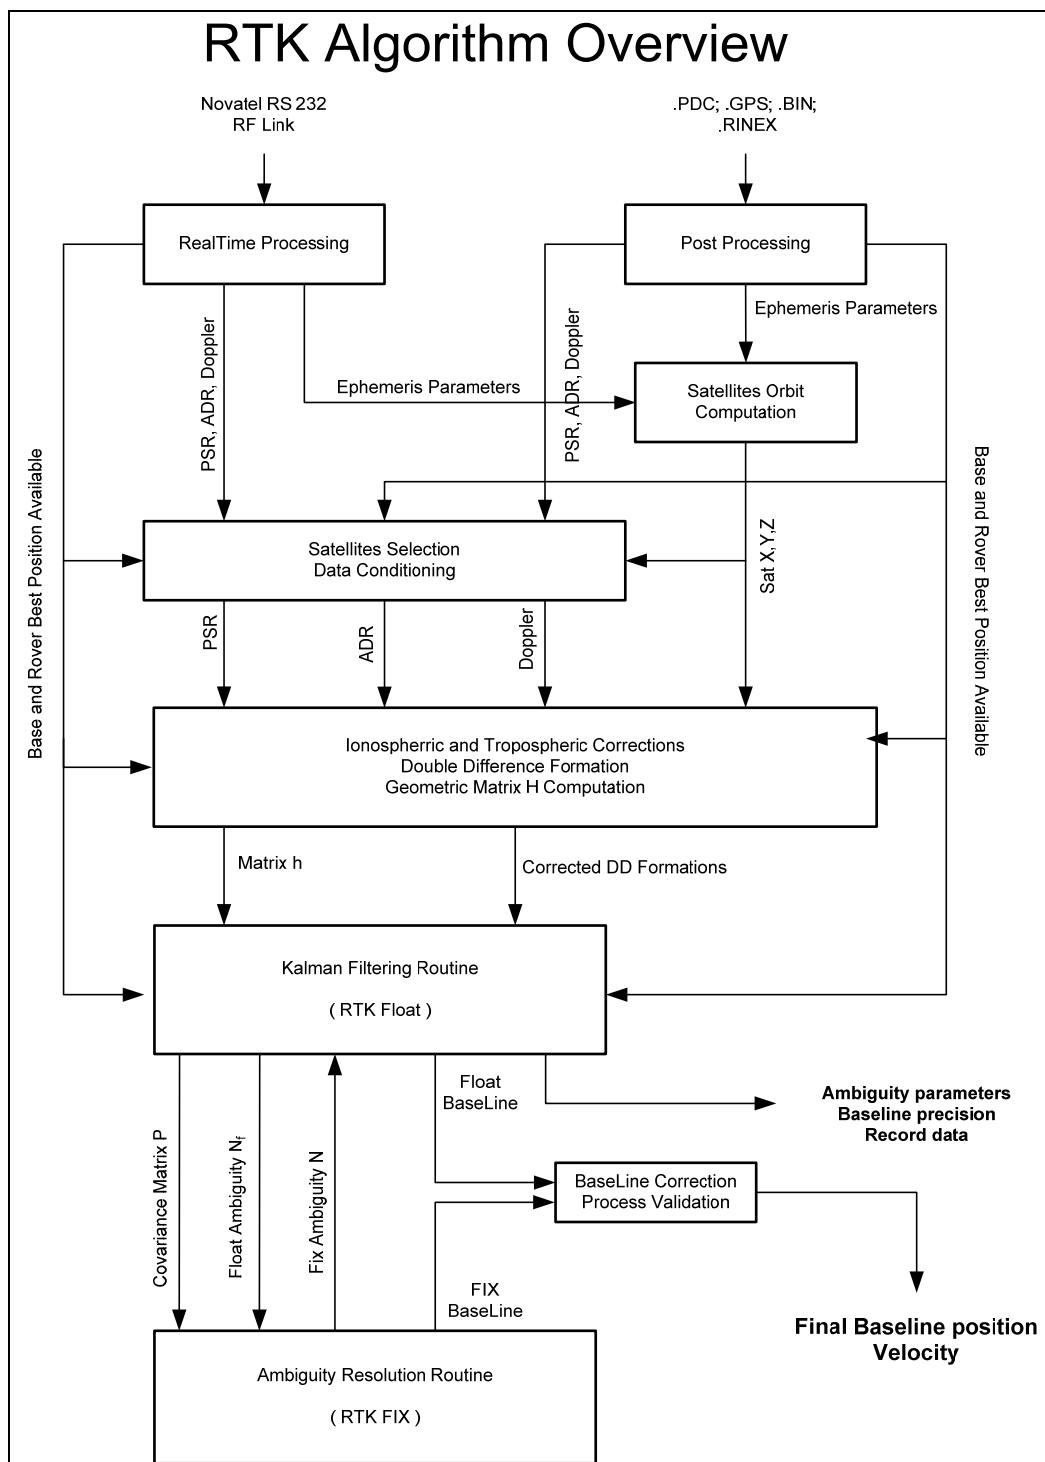 RTK Algorithm Overview
Novatel RS 232
RF Link
.PDC; .GPS; .BIN;
.RINEX
RealTime Processing
Post Processing
Ephemeris Parameters
PSR, ADR, Doppler
Ephemeris Parameters
PSR, ADR, Doppler
Satellites Orbit
Computation
Base and Rover Best Position Available
Base and Rover Best Position Available
Satellites Selection
Data Conditioning
Sat X,Y,Z
PSR
ADR
Doppler
Ionospherric and Tropospheric Corrections
Double Difference Formation
Geometric Matrix H Computation
Matrix h
Corrected DD Formations
Kalman Filtering Routine
( RTK Float )
Float
BaseLine
Ambiguity parameters
Baseline precision
Record data
Covariance Matrix P
Float Ambiguity Nf
Fix Ambiguity N
BaseLine Correction
Process Validation
FIX
BaseLine
Final Baseline position
Velocity
Ambiguity Resolution Routine
( RTK FIX )